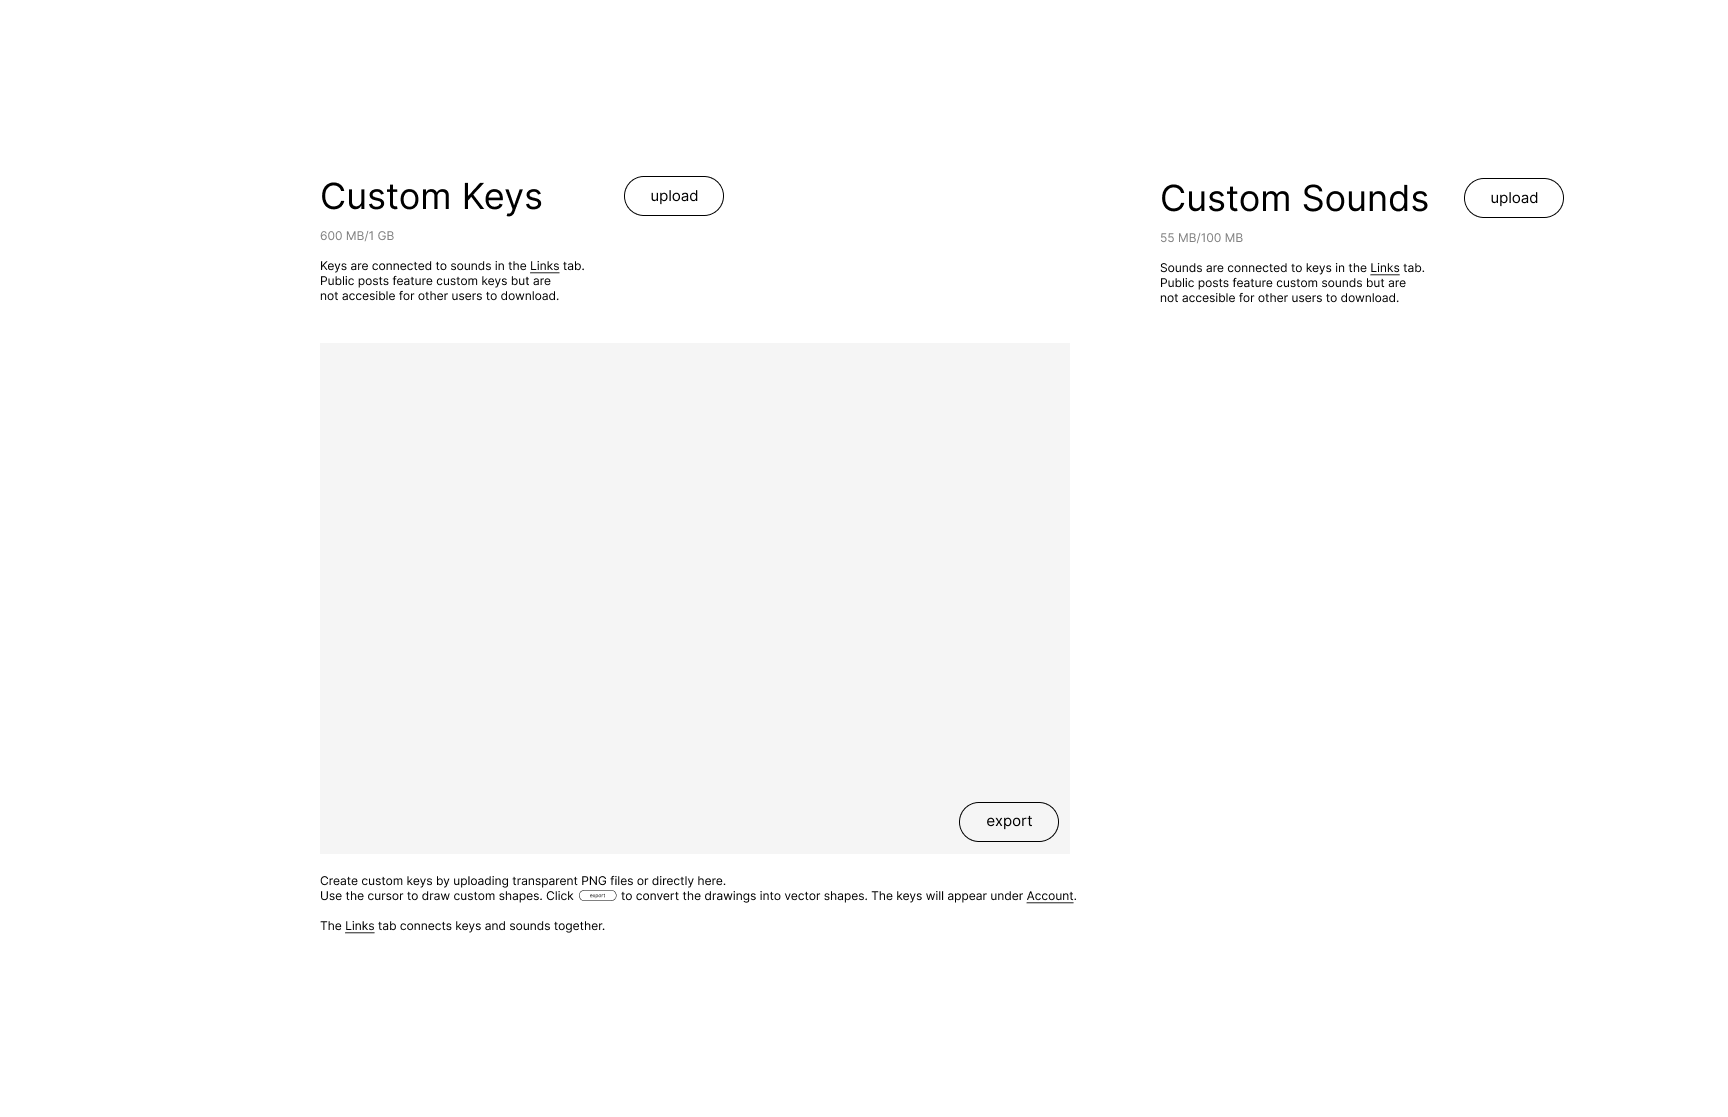 Custom Keys
upload
600 MB/1 GB
Keys are connected to sounds in the Links tab.
Public posts feature custom keys but are
not accesible for other users to download.
Custom Sounds
upload
55 MB/100 MB
Sounds are connected to keys in the Links tab.
Public posts feature custom sounds but are
not accesible for other users to download.
export
Create custom keys by uploading transparent PNG files or directly here.
Use the cursor to draw custom shapes. Click export to convert the drawings into vector shapes. The keys will appear under Account.
The Links tab connects keys and sounds together.